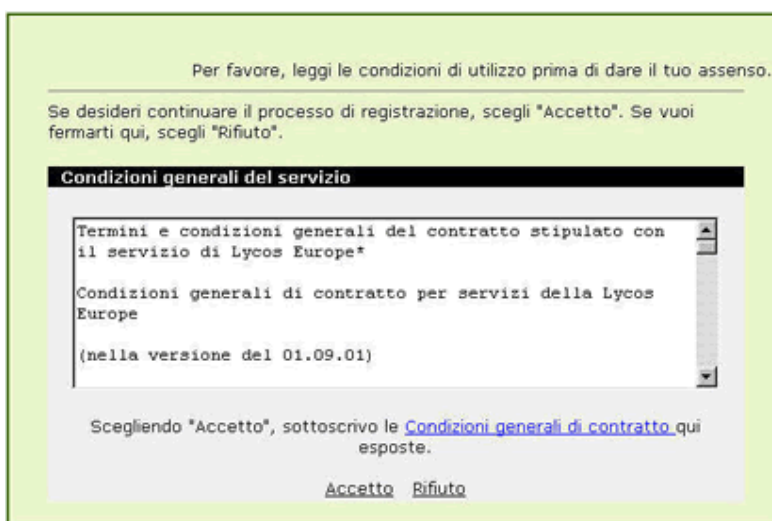 Per favore, leggi le condizioni di utilizzo prima di dare il tuo assenso.
Se desideri continuare il processo di registrazione, scegli "Accetto". Se vuoi
fermarti qui, scegli "Rifiuto".
Condizioni generali del servizio
Termini e condizioni generali del contratto stipulato con
il servizio di Lycos Europe*
Condizioni generali di contratto per servizi della Lycos
Europe
(nella versione del 01.09.01)
Scegliendo "Accetto", sottoscrivo le Condizioni generali di contratto qui
esposte.
Accetto Rifiuto